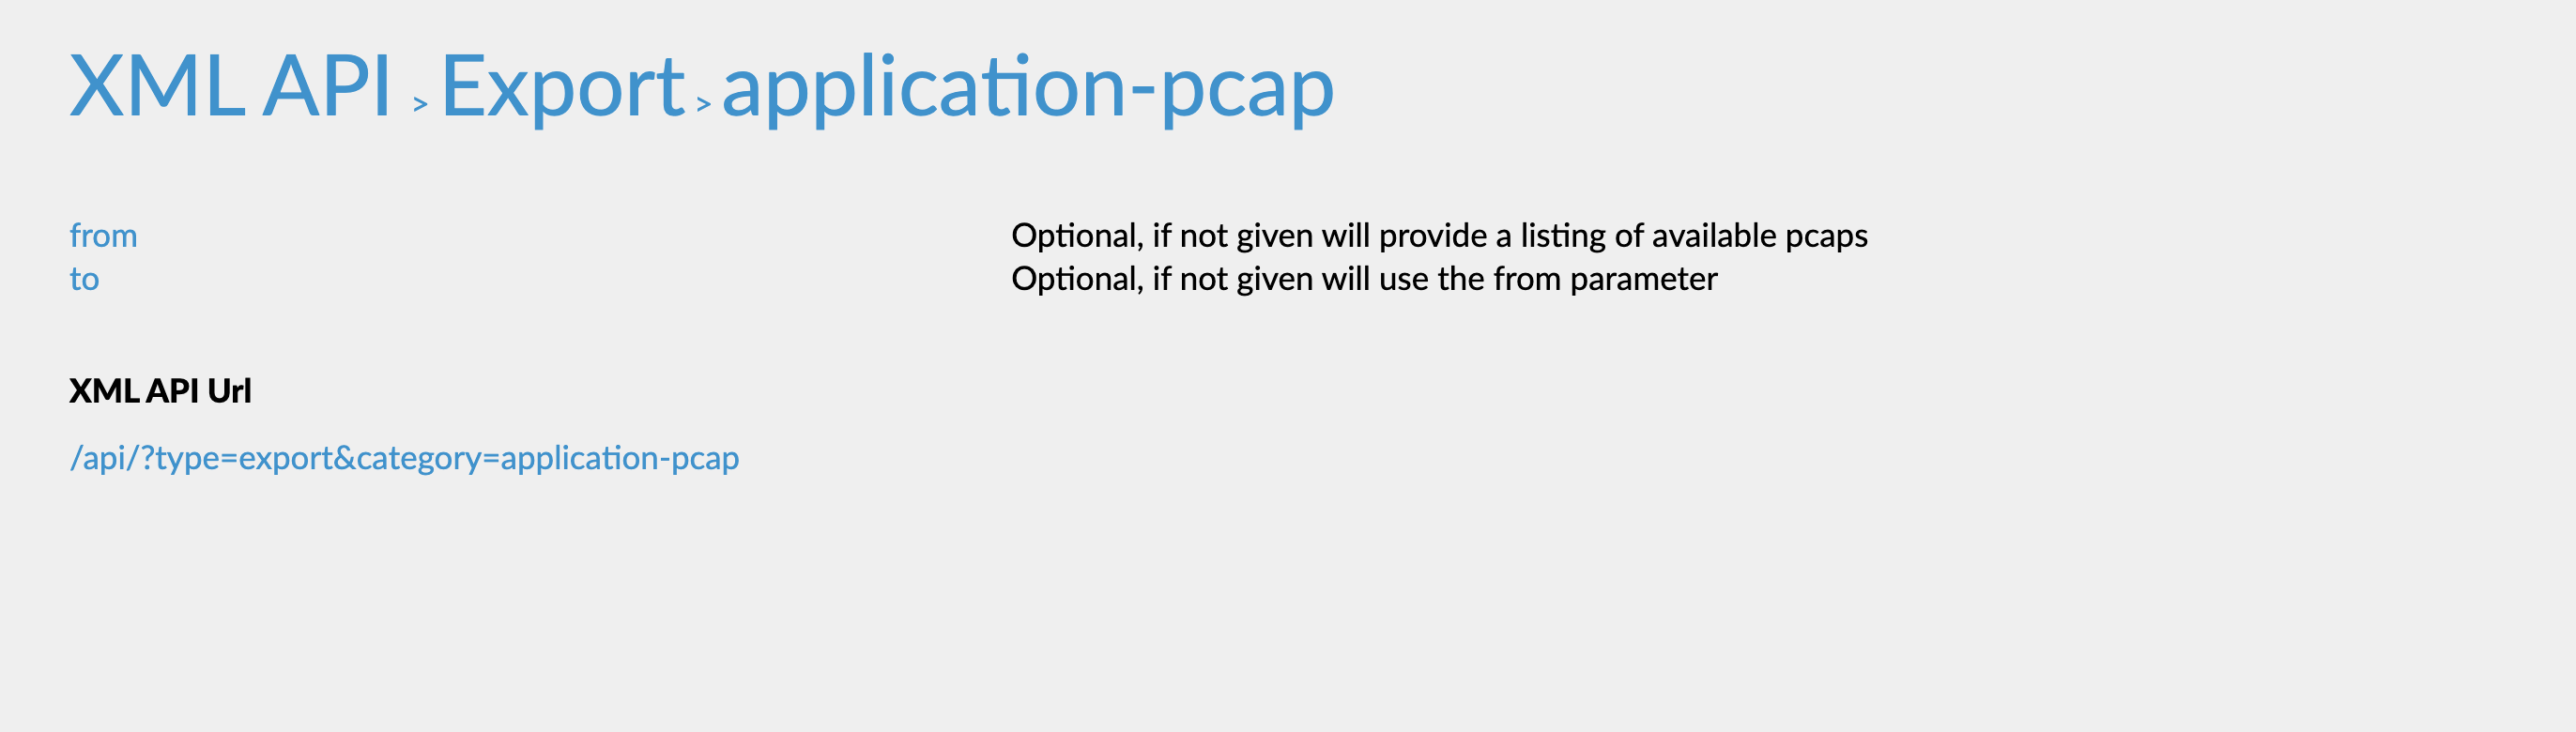 XML API > Export > application-pcap
from Optional, if not given will provide a listing of available pcaps
to Optional, if not given will use the from parameter
XML API Url
/api/?type=export&category=application-pcap